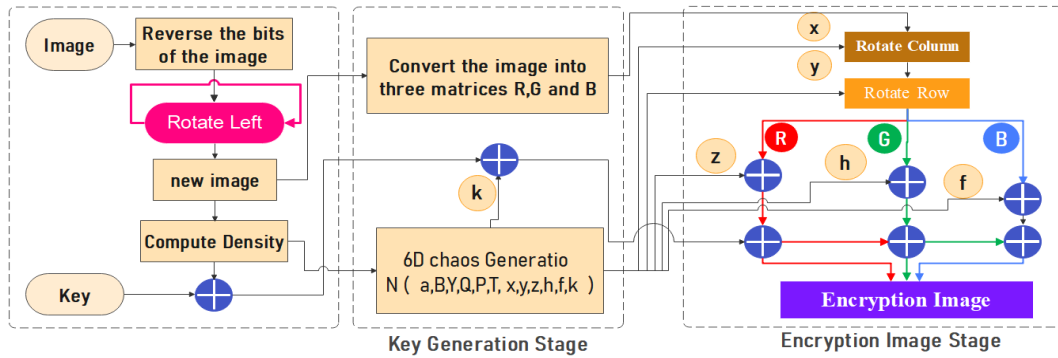 Image
Reverse the bits
of the image
Rotate Left
new image
Compute Density
Key
Convert the image into
three matrices R,G and B
k
6D chaos Generatio
N ( a,B,Y,Q,P,T, x,y,z,h,f,k )
Key Generation Stage
x
Rotate Column
y
Rotate Row
R
G
B
z
h
f
Encryption Image
Encryption Image Stage